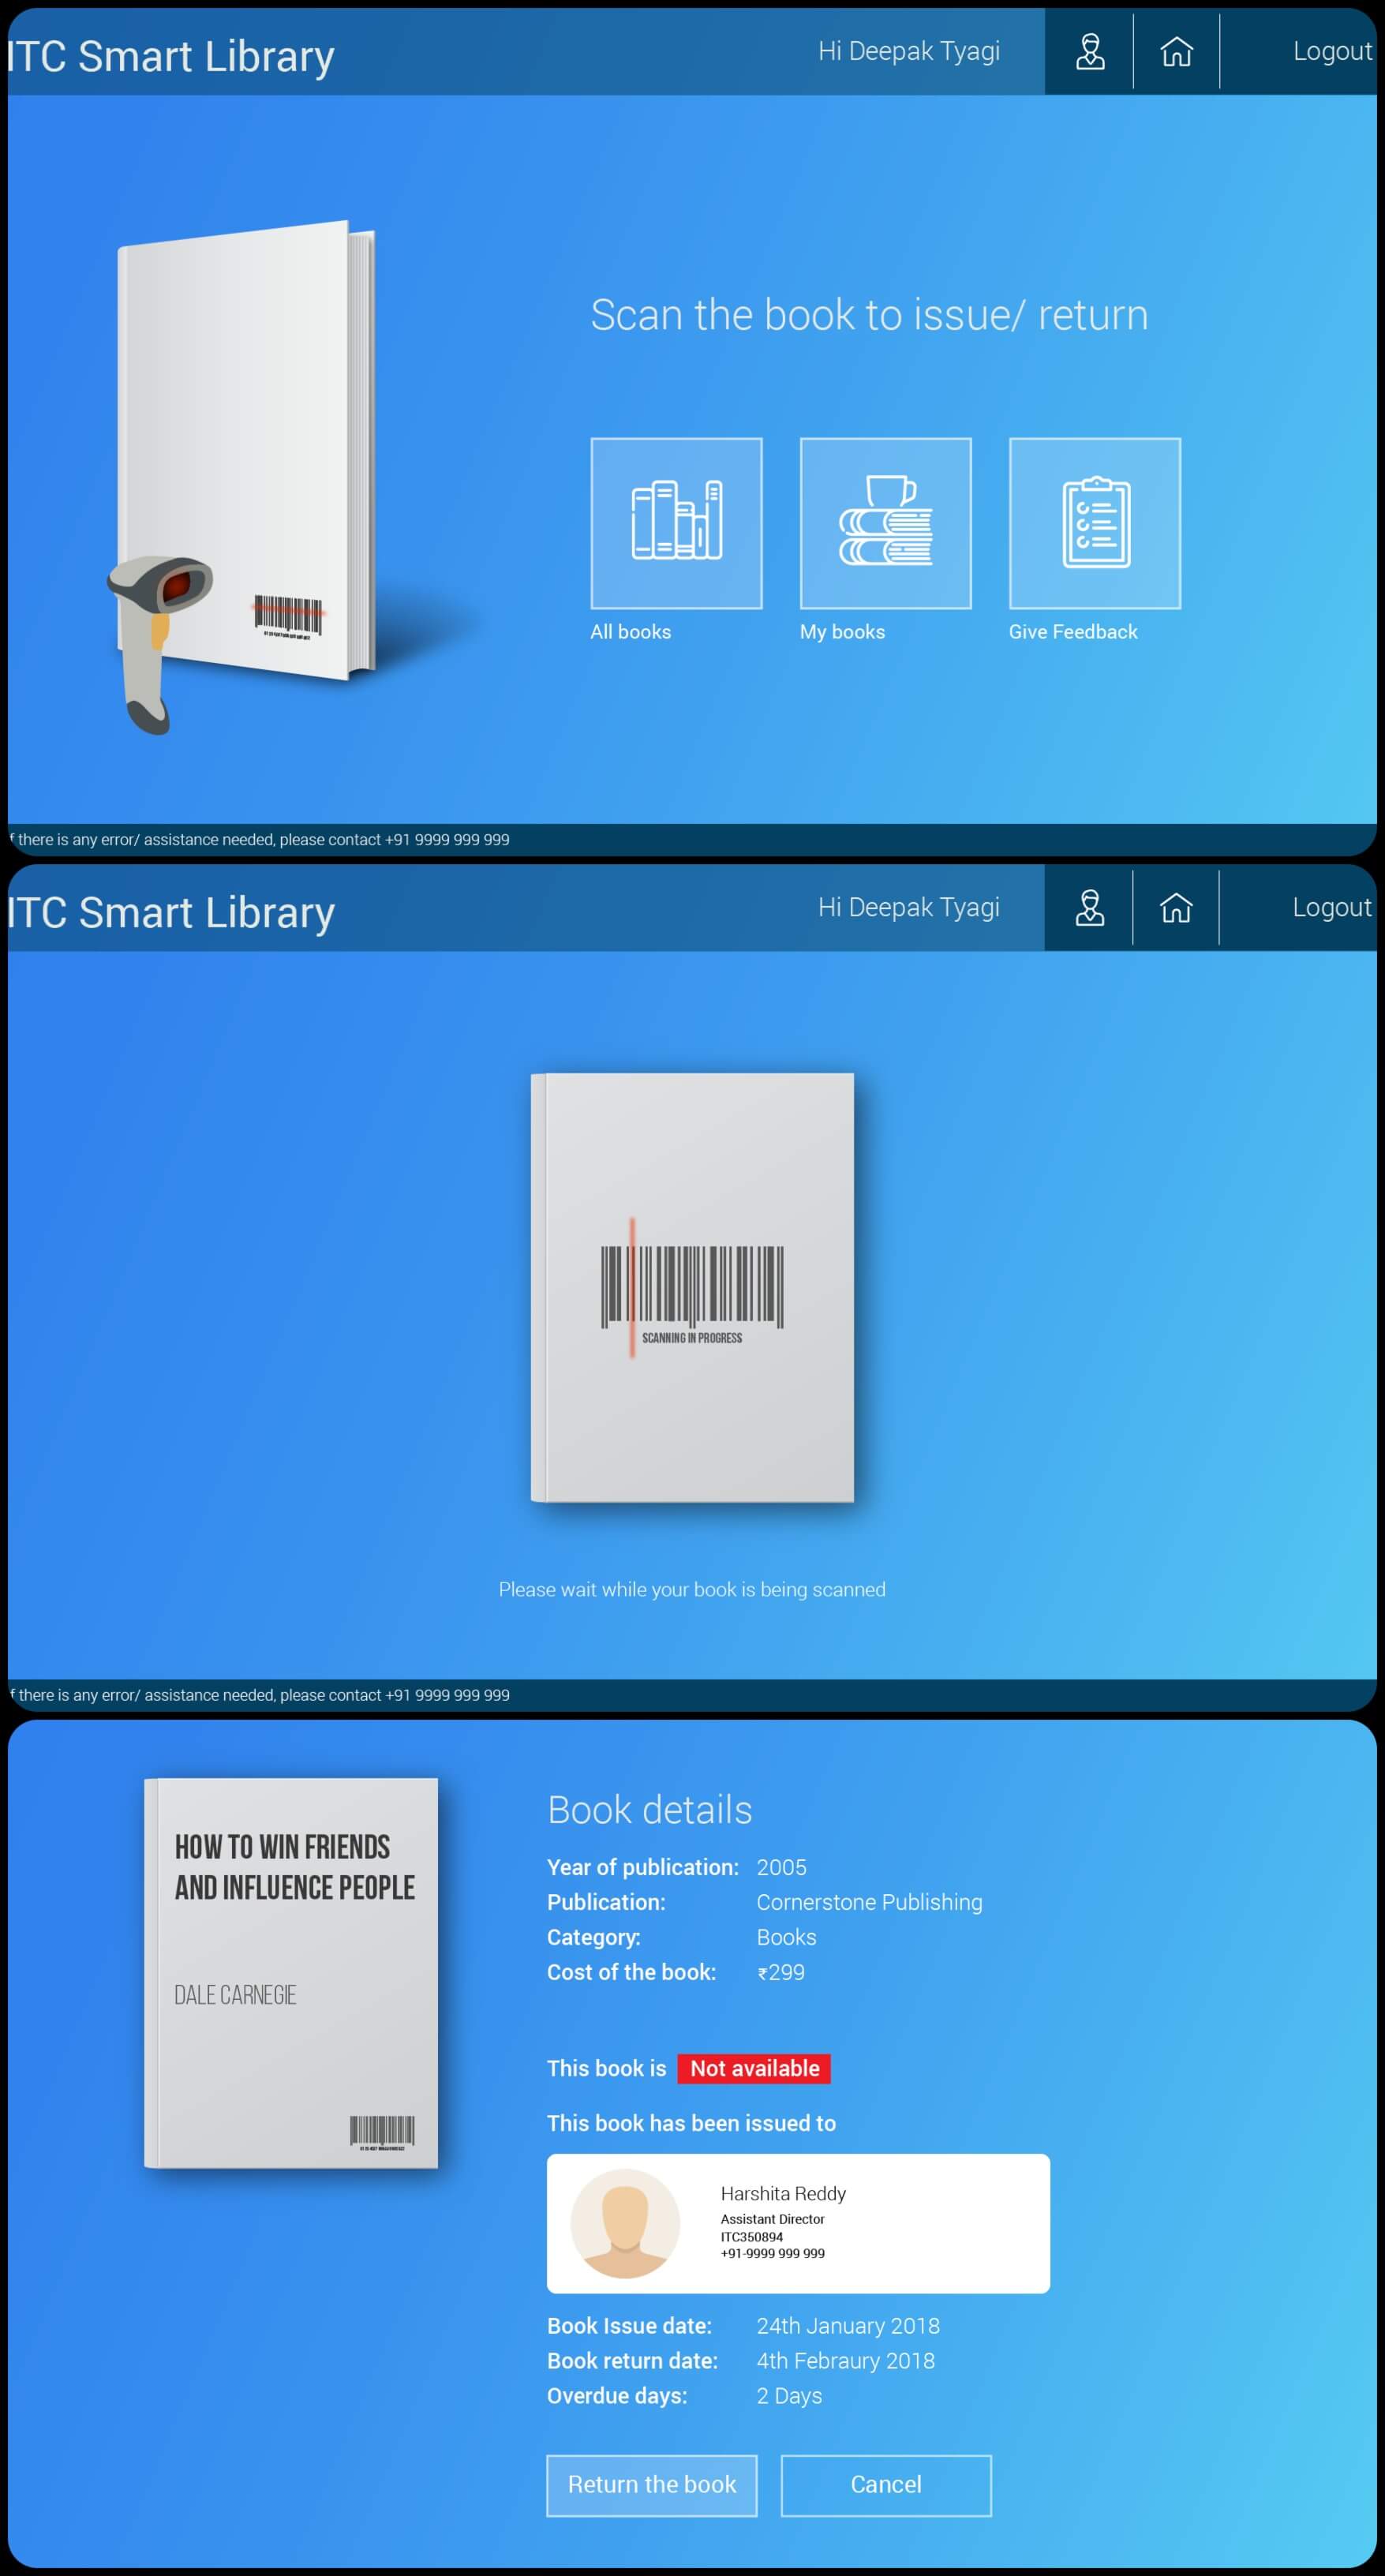 ITC Smart Library
Hi Deepak Tyagi
Logout
Scan the book to issue/ return
All books
My books
Give Feedback
f there is any error/ assistance needed, please contact +91 9999 999 999
ITC Smart Library
Hi Deepak Tyagi
Logout
SCANNING IN PROGRESS
Please wait while your book is being scanned
f there is any error/ assistance needed, please contact +91 9999 999 999
HOW TO WIN FRIENDS
AND INFLUENCE PEOPLE
DALE CARNEGIE
Book details
Year of publication: 2005
Publication: Cornerstone Publishing
Category: Books
Cost of the book: ₹299
This book is Not available
This book has been issued to
Harshita Reddy
Assistant Director
ITC350894
+91-9999 999 999
Book Issue date: 24th January 2018
Book return date: 4th Febraury 2018
Overdue days: 2 Days
Return the book
Cancel